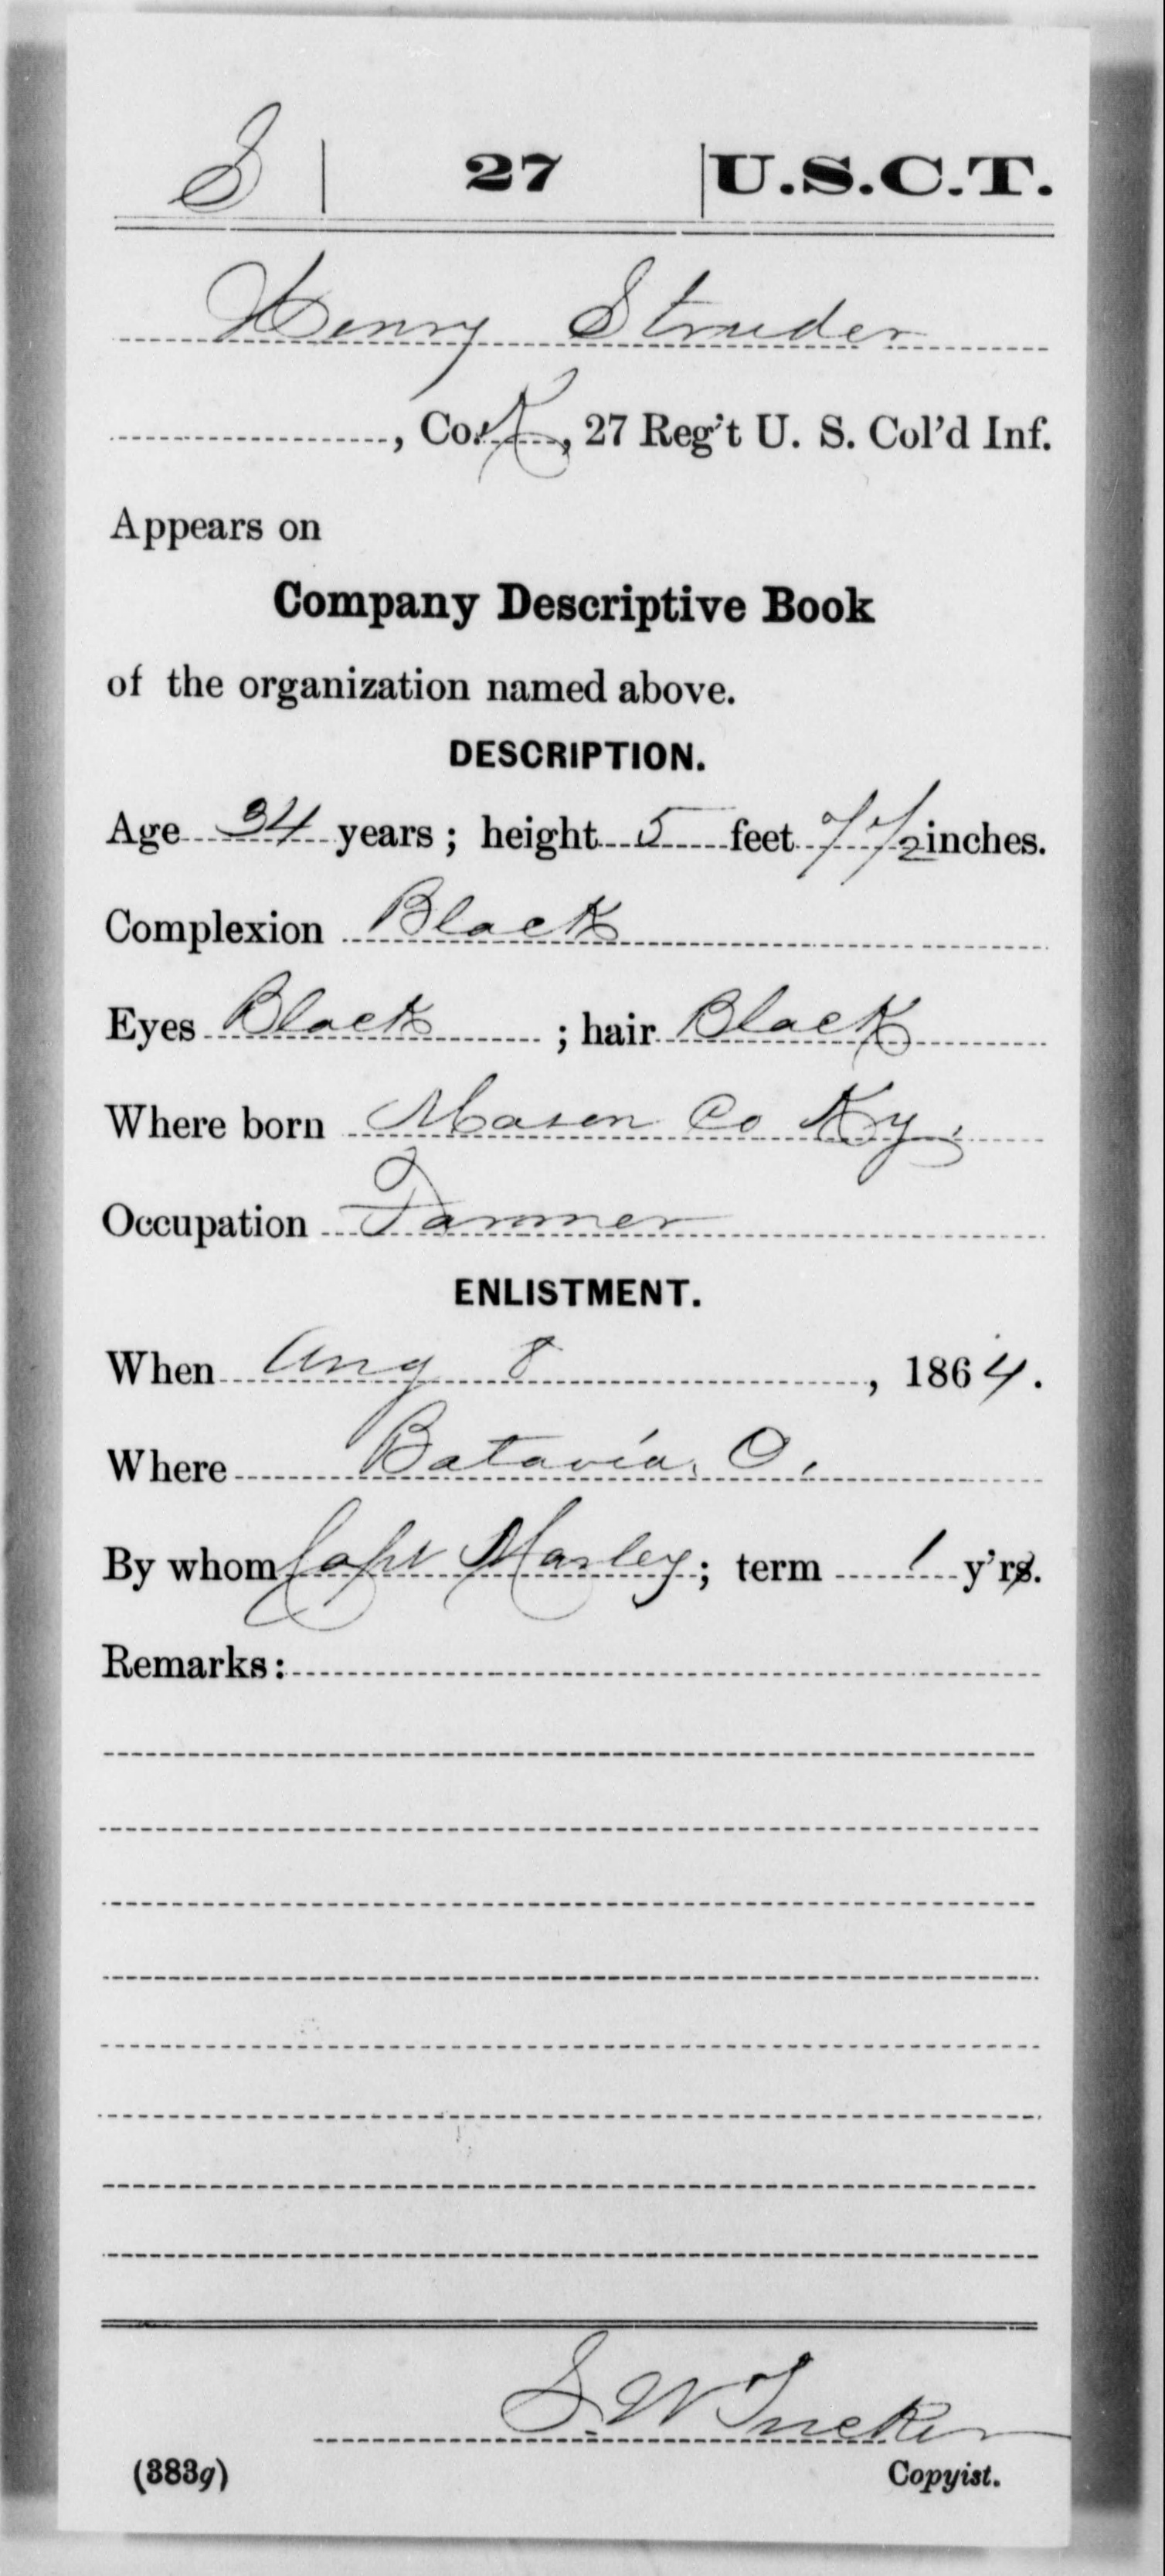 S | 27 | U.S.C.T.
Henry Struder
, Co. K, 27 Reg't U. S. Col'd Inf.
Appears on
Company Descriptive Book
of the organization named above.
DESCRIPTION.
Age 34 years; height 5 feet 7 1/2 inches.
Complexion Black
Eyes Black ; hair Black
Where born Mason Co Ky.
Occupation Farmer
ENLISTMENT.
When Aug 8, 1864.
Where Batavia, O.
By whom Capt Marley; term 1 y'rs.
Remarks:
S. W. Tucker
(383g) Copyist.